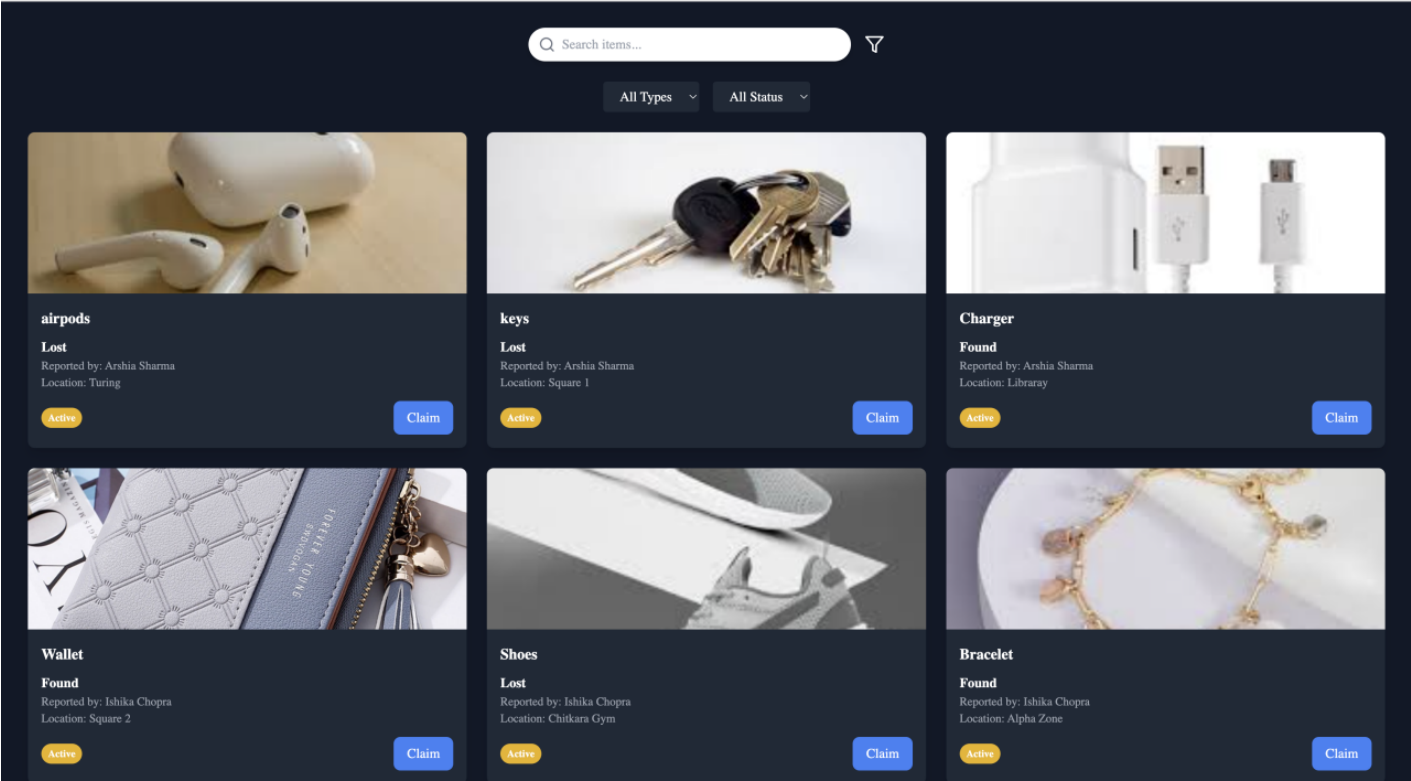 Search items...
All Types
All Status
airpods
Lost
Reported by: Arshia Sharma
Location: Turing
Active
Claim
keys
Lost
Reported by: Arshia Sharma
Location: Square 1
Active
Claim
Charger
Found
Reported by: Arshia Sharma
Location: Libraray
Active
Claim
FOREVER YOUNG
Wallet
Found
Reported by: Ishika Chopra
Location: Square 2
Active
Claim
Shoes
Lost
Reported by: Ishika Chopra
Location: Chitkara Gym
Active
Claim
Bracelet
Found
Reported by: Ishika Chopra
Location: Alpha Zone
Active
Claim